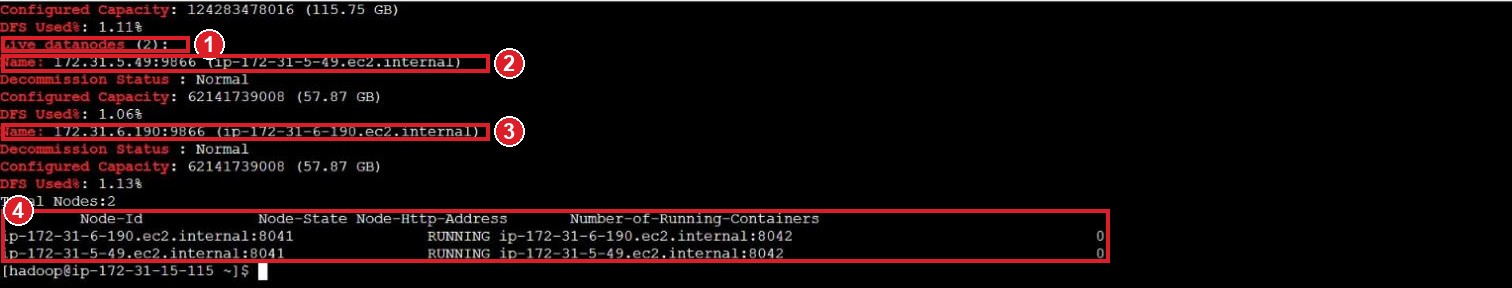 Configured Capacity: 124283478016 (115.75 GB)
DFS Used%: 1.11%
Live datanodes (2):
1
Name: 172.31.5.49:9866 (ip-172-31-5-49.ec2.internal)
2
Decommission Status : Normal
Configured Capacity: 62141739008 (57.87 GB)
DFS Used%: 1.06%
Name: 172.31.6.190:9866 (ip-172-31-6-190.ec2.internal)
3
Decommission Status : Normal
Configured Capacity: 62141739008 (57.87 GB)
DFS Used%: 1.13%
Total Nodes:2
4
Node-Id Node-State Node-Http-Address Number-of-Running-Containers
ip-172-31-6-190.ec2.internal:8041 RUNNING ip-172-31-6-190.ec2.internal:8042 0
ip-172-31-5-49.ec2.internal:8041 RUNNING ip-172-31-5-49.ec2.internal:8042 0
[hadoop@ip-172-31-15-115 ~]$